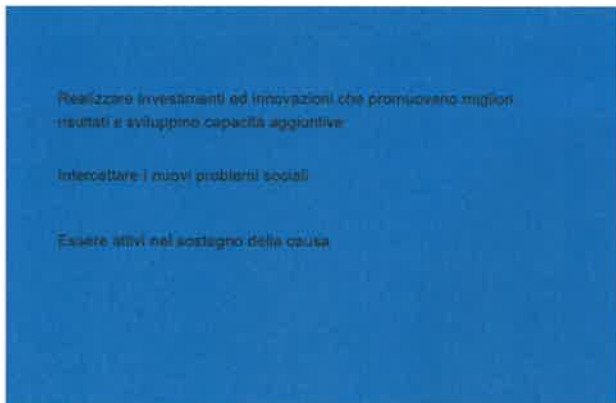 Realizzare investimenti ed innovazioni che promuovano migliori
risultati e sviluppino capacità aggiuntive
Intercettare i nuovi problemi sociali
Essere attivi nel sostegno della causa